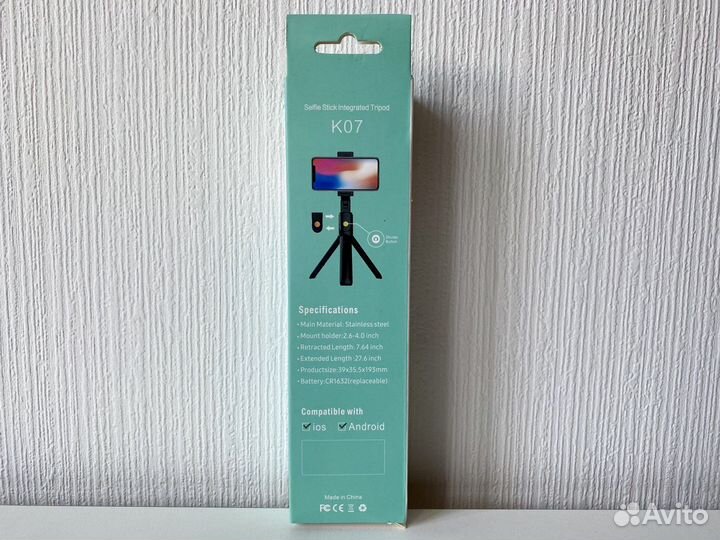 Selfie Stick Integrated Tripod
K07
Shutter
Button
Specifications
• Main Material: Stainless steel
• Mount holder:2.6-4.0 inch
• Retracted Length: 7.64 inch
• Extended Length :27.6 inch
• Productsize:39x35.5x193mm
• Battery:CR1632(replaceable)
Compatible with
ios Android
Made in China
FC CE
Avito